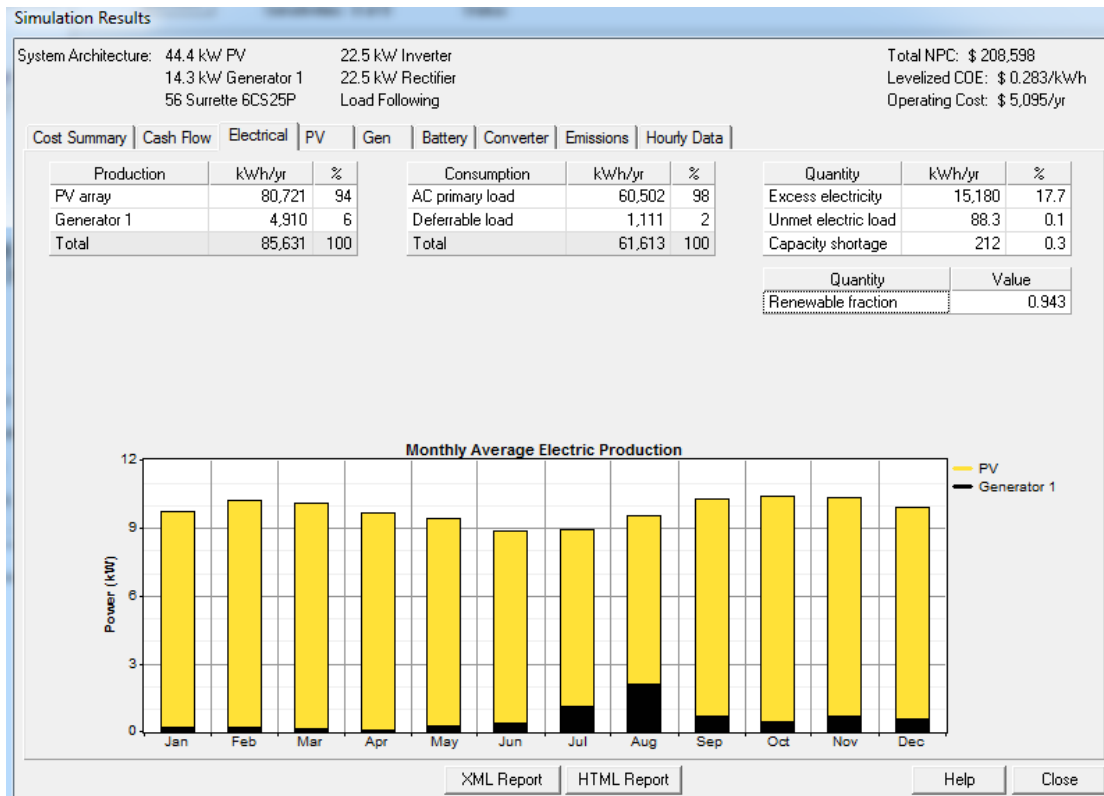 Simulation Results
System Architecture: 44.4 kW PV 22.5 kW Inverter Total NPC: $ 208,598
14.3 kW Generator 1 22.5 kW Rectifier Levelized COE: $ 0.283/kWh
56 Surrette 6CS25P Load Following Operating Cost: $ 5,095/yr
Cost Summary Cash Flow Electrical PV Gen Battery Converter Emissions Hourly Data
Production kWh/yr % Consumption kWh/yr % Quantity kWh/yr %
PV array 80,721 94 AC primary load 60,502 98 Excess electricity 15,180 17.7
Generator 1 4,910 6 Deferrable load 1,111 2 Unmet electric load 88.3 0.1
Total 85,631 100 Total 61,613 100 Capacity shortage 212 0.3
Quantity Value
Renewable fraction 0.943
Monthly Average Electric Production
12
9
6
3
0
Power (kW)
PV
Generator 1
Jan Feb Mar Apr May Jun Jul Aug Sep Oct Nov Dec
XML Report HTML Report Help Close